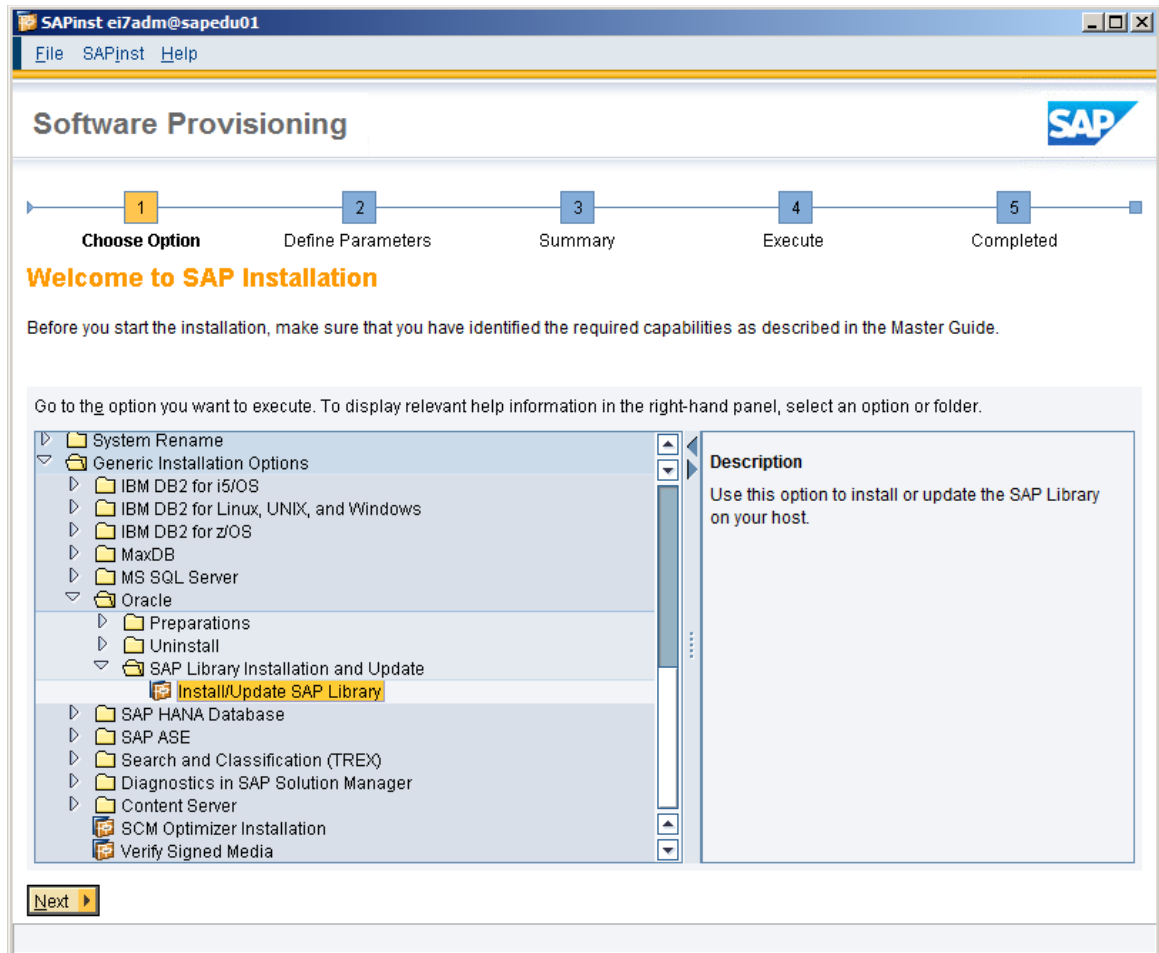 SAPinst ei7adm@sapedu01
File SAPinst Help
Software Provisioning
SAP
1 2 3 4 5
Choose Option Define Parameters Summary Execute Completed
Welcome to SAP Installation
Before you start the installation, make sure that you have identified the required capabilities as described in the Master Guide.
Go to the option you want to execute. To display relevant help information in the right-hand panel, select an option or folder.
System Rename
Generic Installation Options
IBM DB2 for i5/OS
IBM DB2 for Linux, UNIX, and Windows
IBM DB2 for z/OS
MaxDB
MS SQL Server
Oracle
Preparations
Uninstall
SAP Library Installation and Update
Install/Update SAP Library
SAP HANA Database
SAP ASE
Search and Classification (TREX)
Diagnostics in SAP Solution Manager
Content Server
SCM Optimizer Installation
Verify Signed Media
Description
Use this option to install or update the SAP Library
on your host.
Next